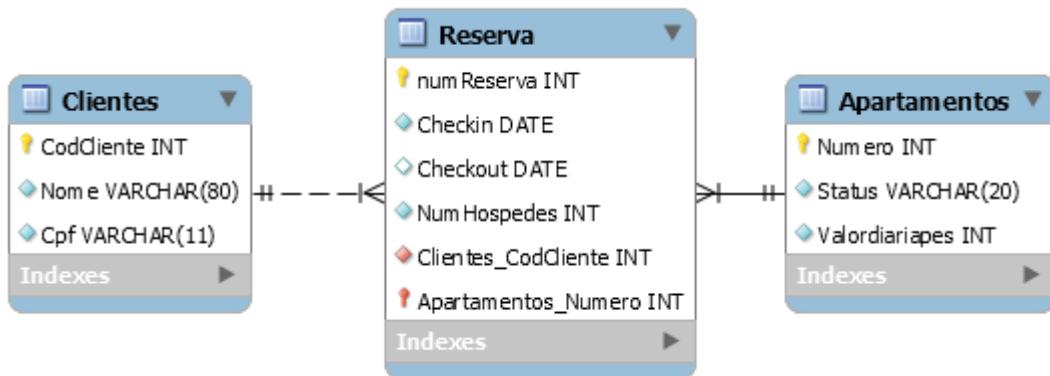 Clientes
CodCliente INT
Nome VARCHAR(80)
Cpf VARCHAR(11)
Indexes
Reserva
numReserva INT
Checkin DATE
Checkout DATE
NumHospedes INT
Clientes_CodCliente INT
Apartamentos_Numero INT
Indexes
Apartamentos
Numero INT
Status VARCHAR(20)
Valordiariapes INT
Indexes